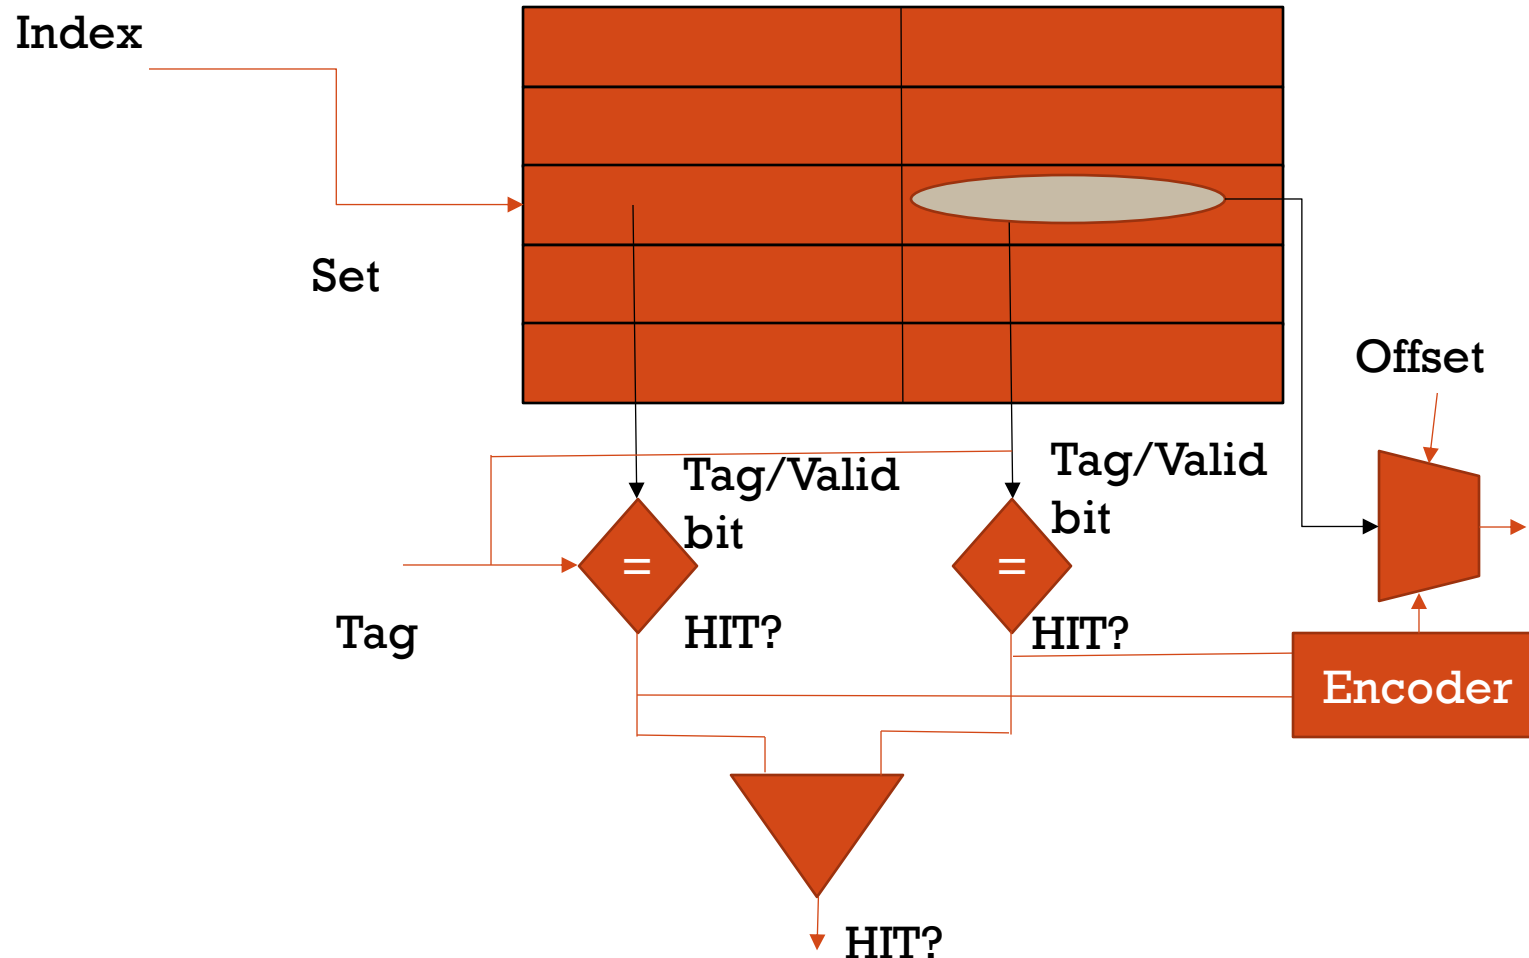 Index
Set
Offset
Tag/Valid
bit
Tag/Valid
bit
=
=
Tag
HIT?
HIT?
Encoder
HIT?